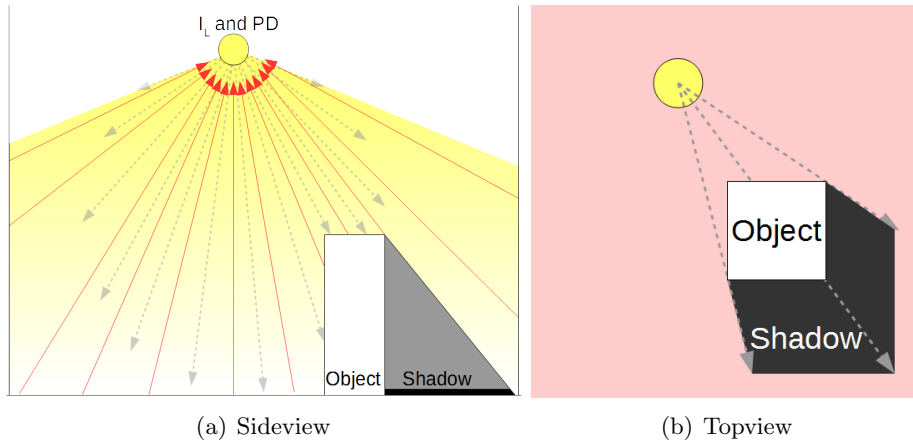 I_L and PD
Object
Shadow
Object
Shadow
(a) Sideview
(b) Topview